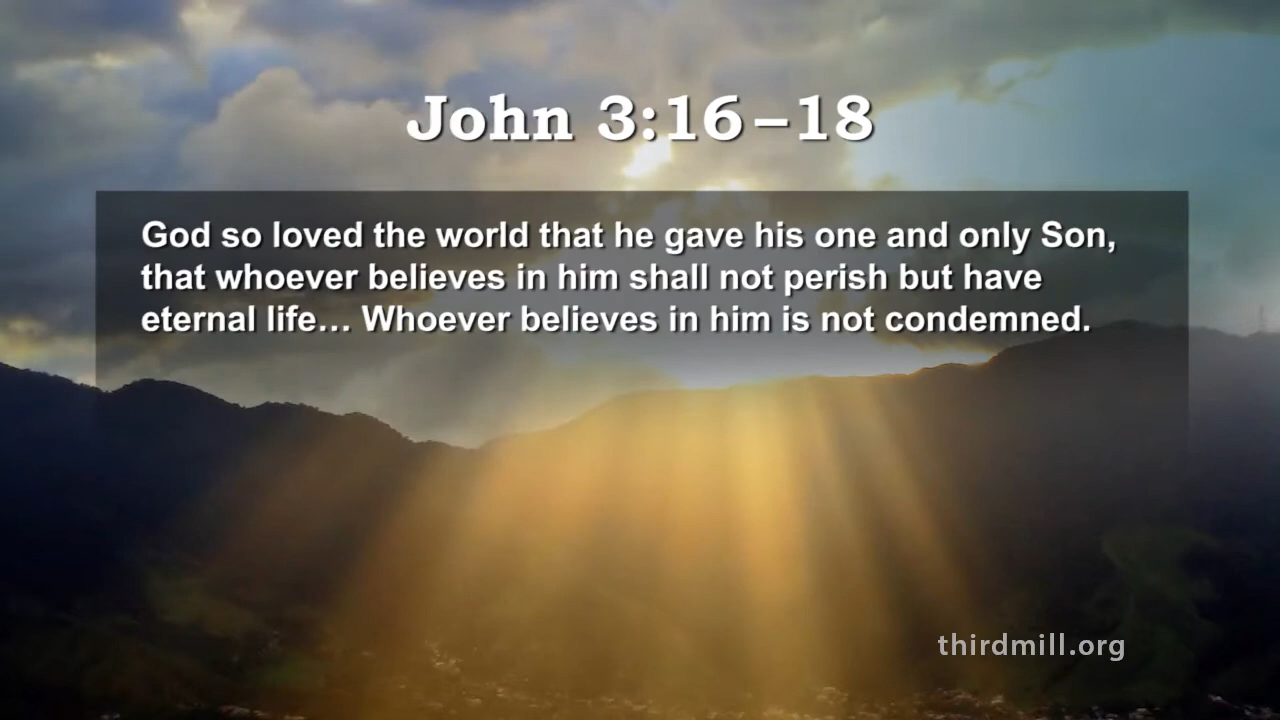 John 3:16–18
God so loved the world that he gave his one and only Son,
that whoever believes in him shall not perish but have
eternal life… Whoever believes in him is not condemned.
thirdmill.org